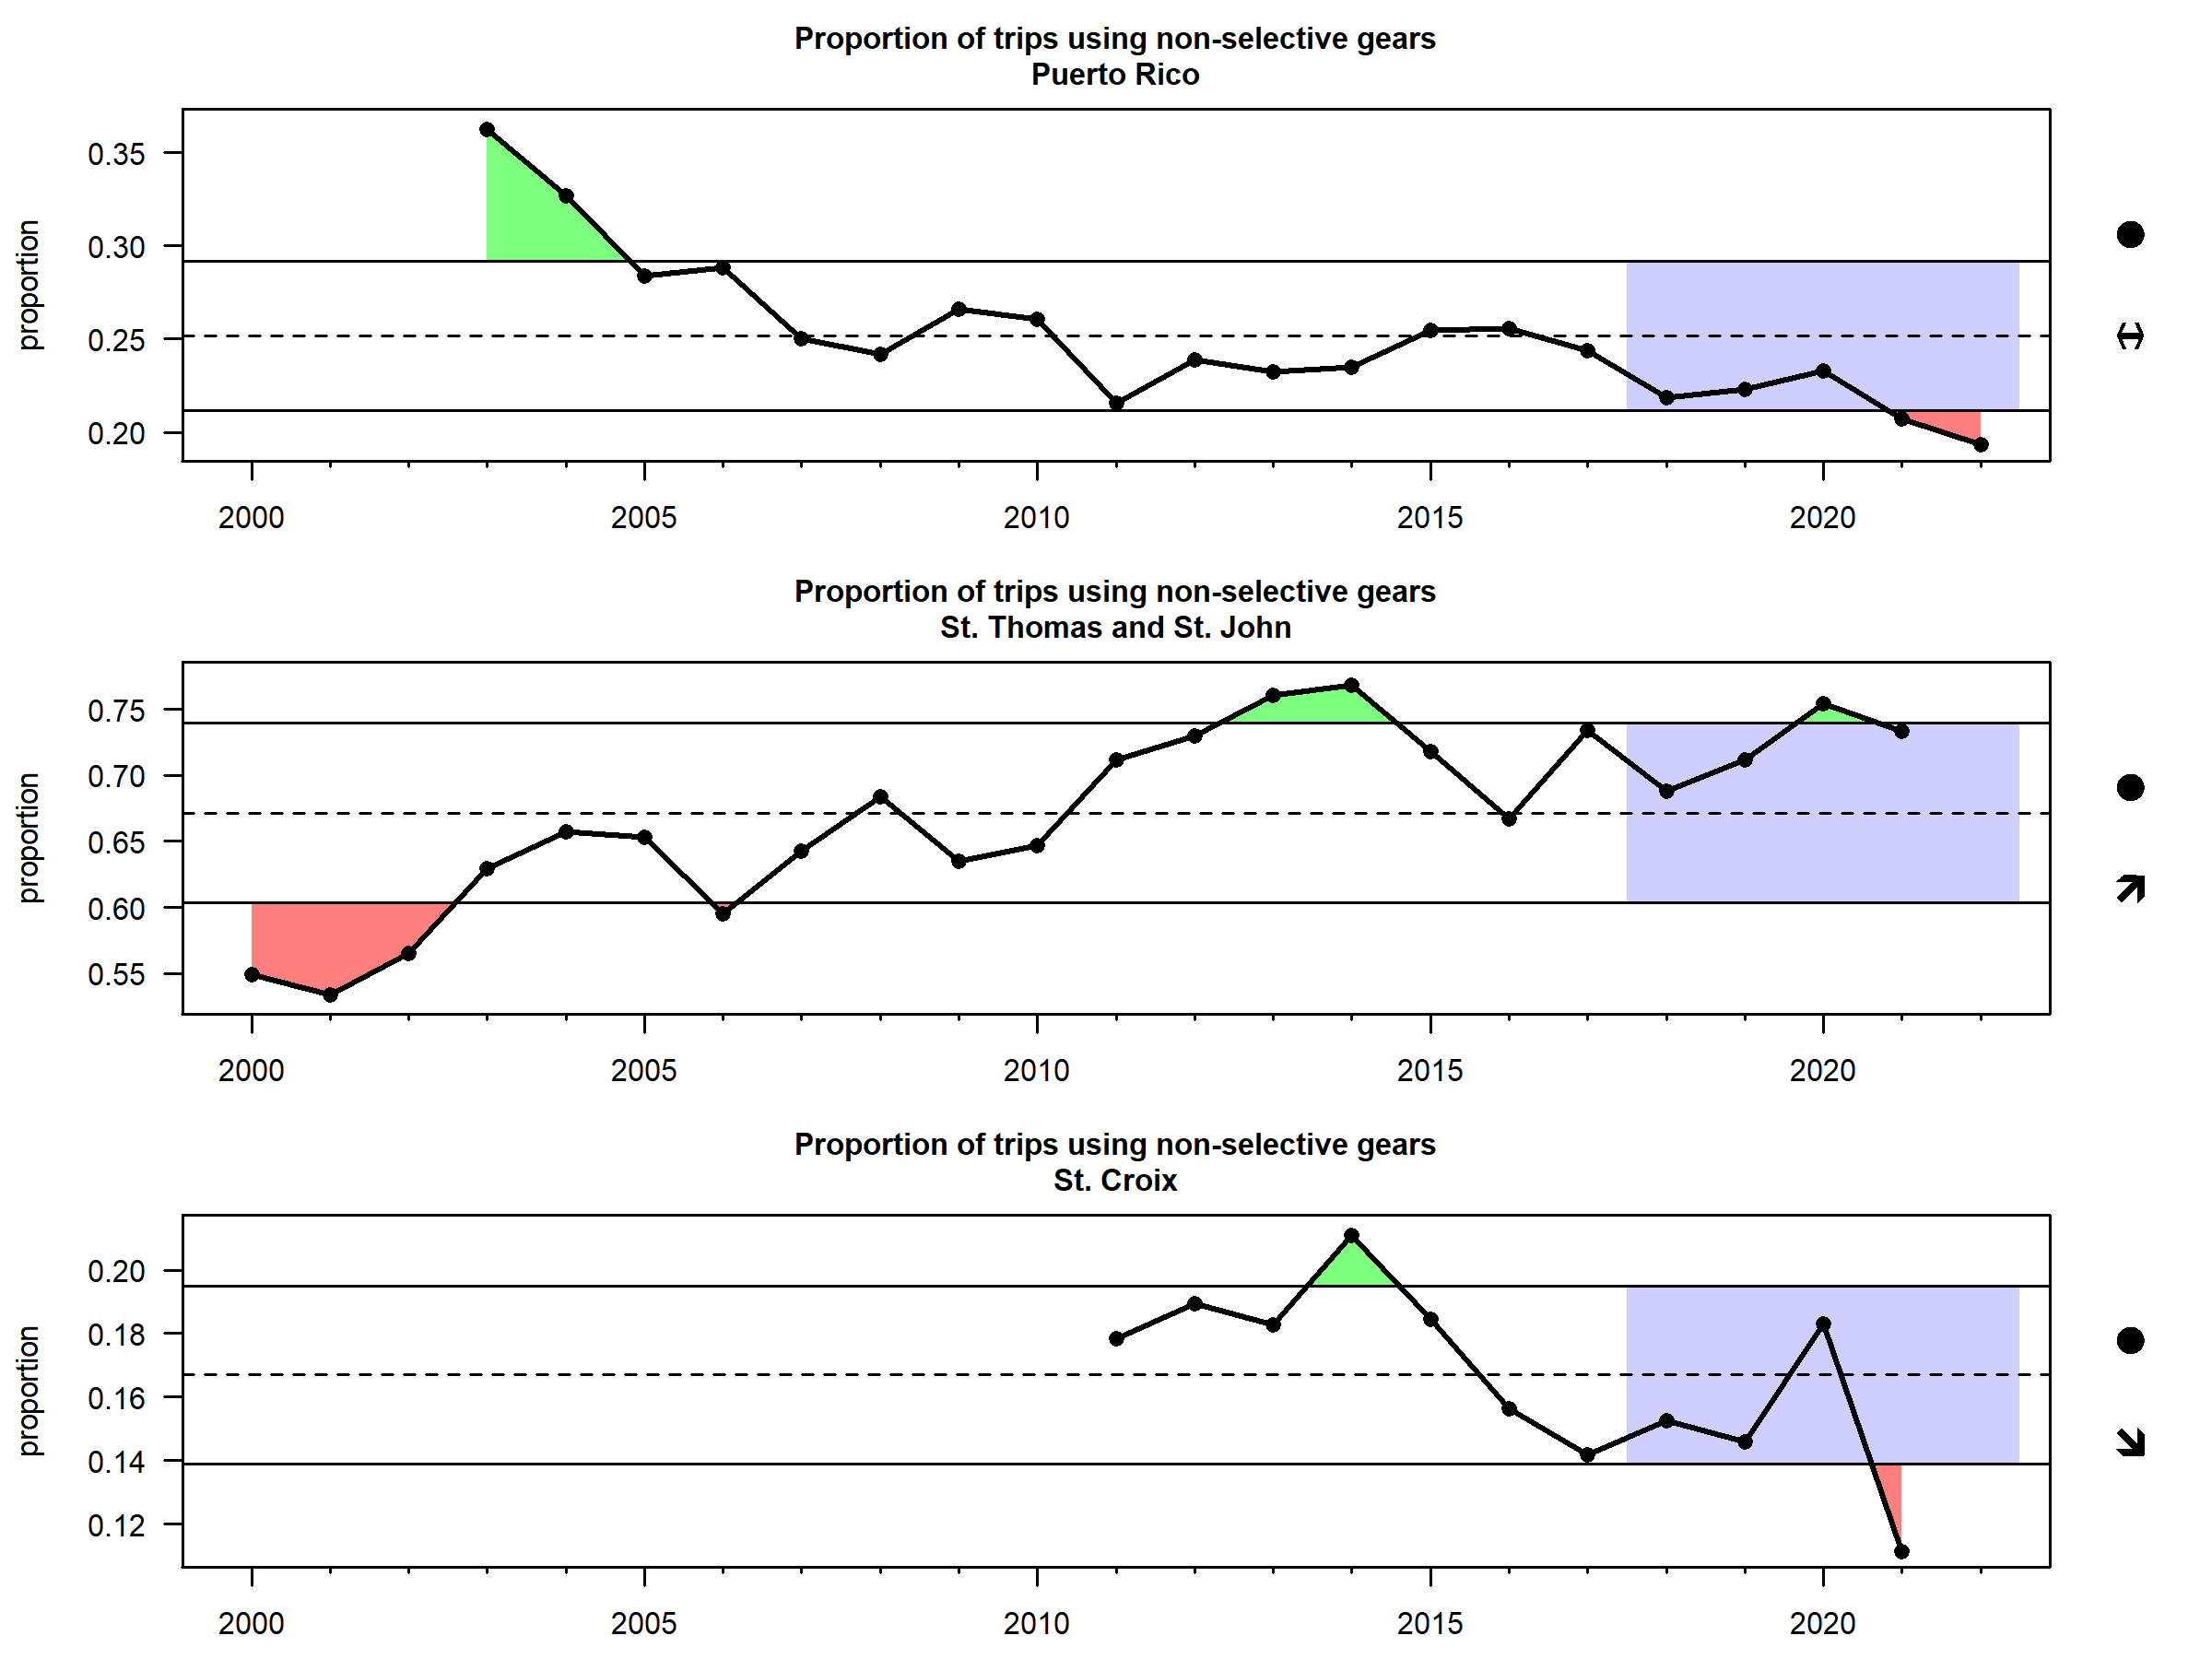 Proportion of trips using non-selective gears
Puerto Rico
proportion
0.35
0.30
0.25
0.20
2000 2005 2010 2015 2020
Proportion of trips using non-selective gears
St. Thomas and St. John
proportion
0.75
0.70
0.65
0.60
0.55
2000 2005 2010 2015 2020
Proportion of trips using non-selective gears
St. Croix
proportion
0.20
0.18
0.16
0.14
0.12
2000 2005 2010 2015 2020